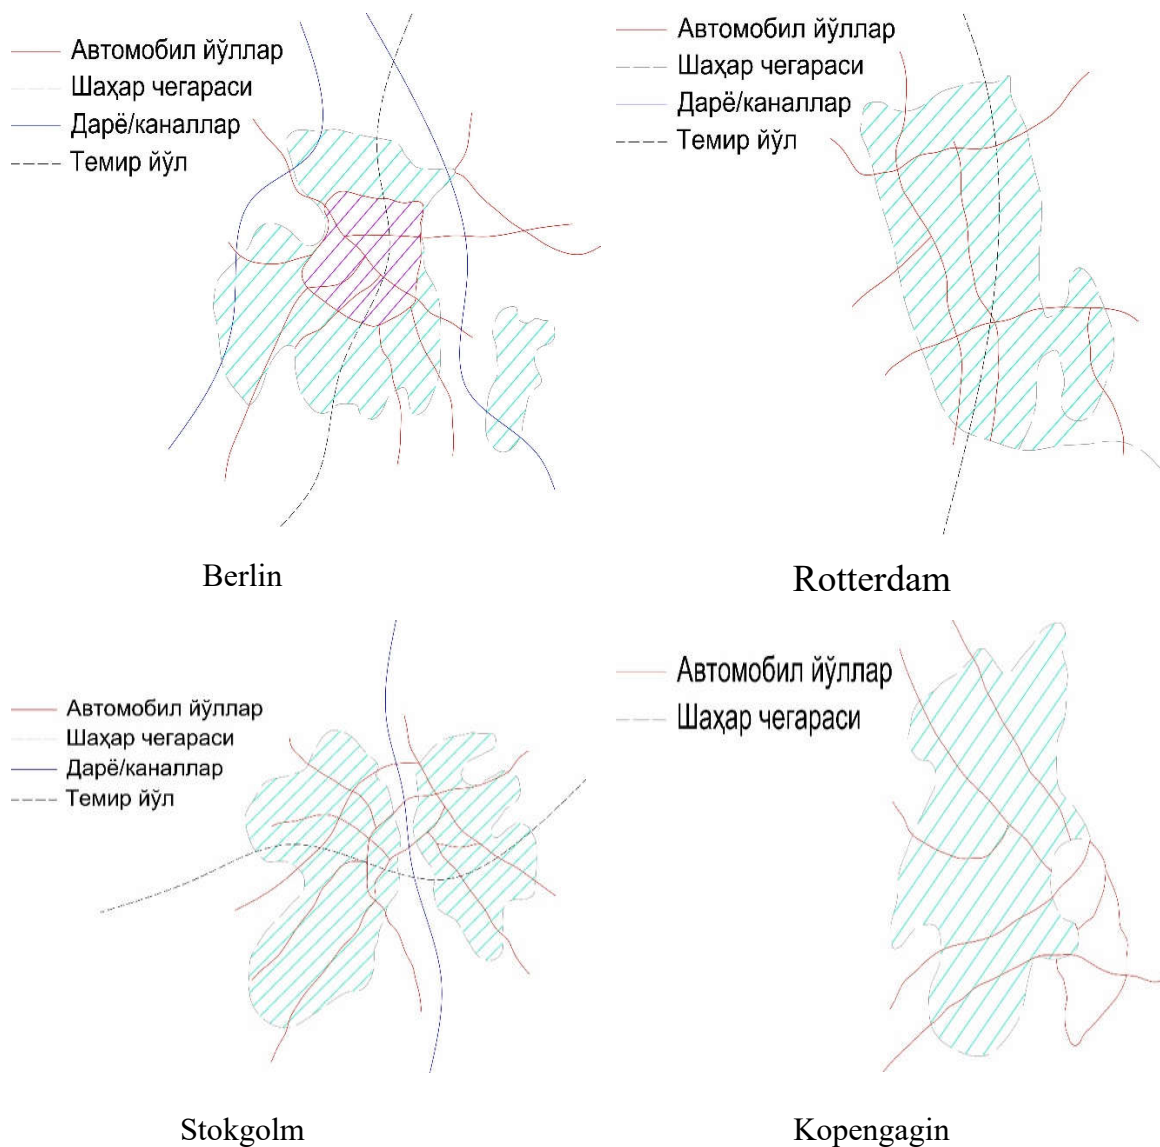 Автомобил йўллар
Шаҳар чегараси
Дарё/каналлар
Темир йўл
Berlin
Автомобил йўллар
Шаҳар чегараси
Дарё/каналлар
Темир йўл
Rotterdam
Автомобил йўллар
Шаҳар чегараси
Дарё/каналлар
Темир йўл
Stokgolm
Автомобил йўллар
Шаҳар чегараси
Kopengagin